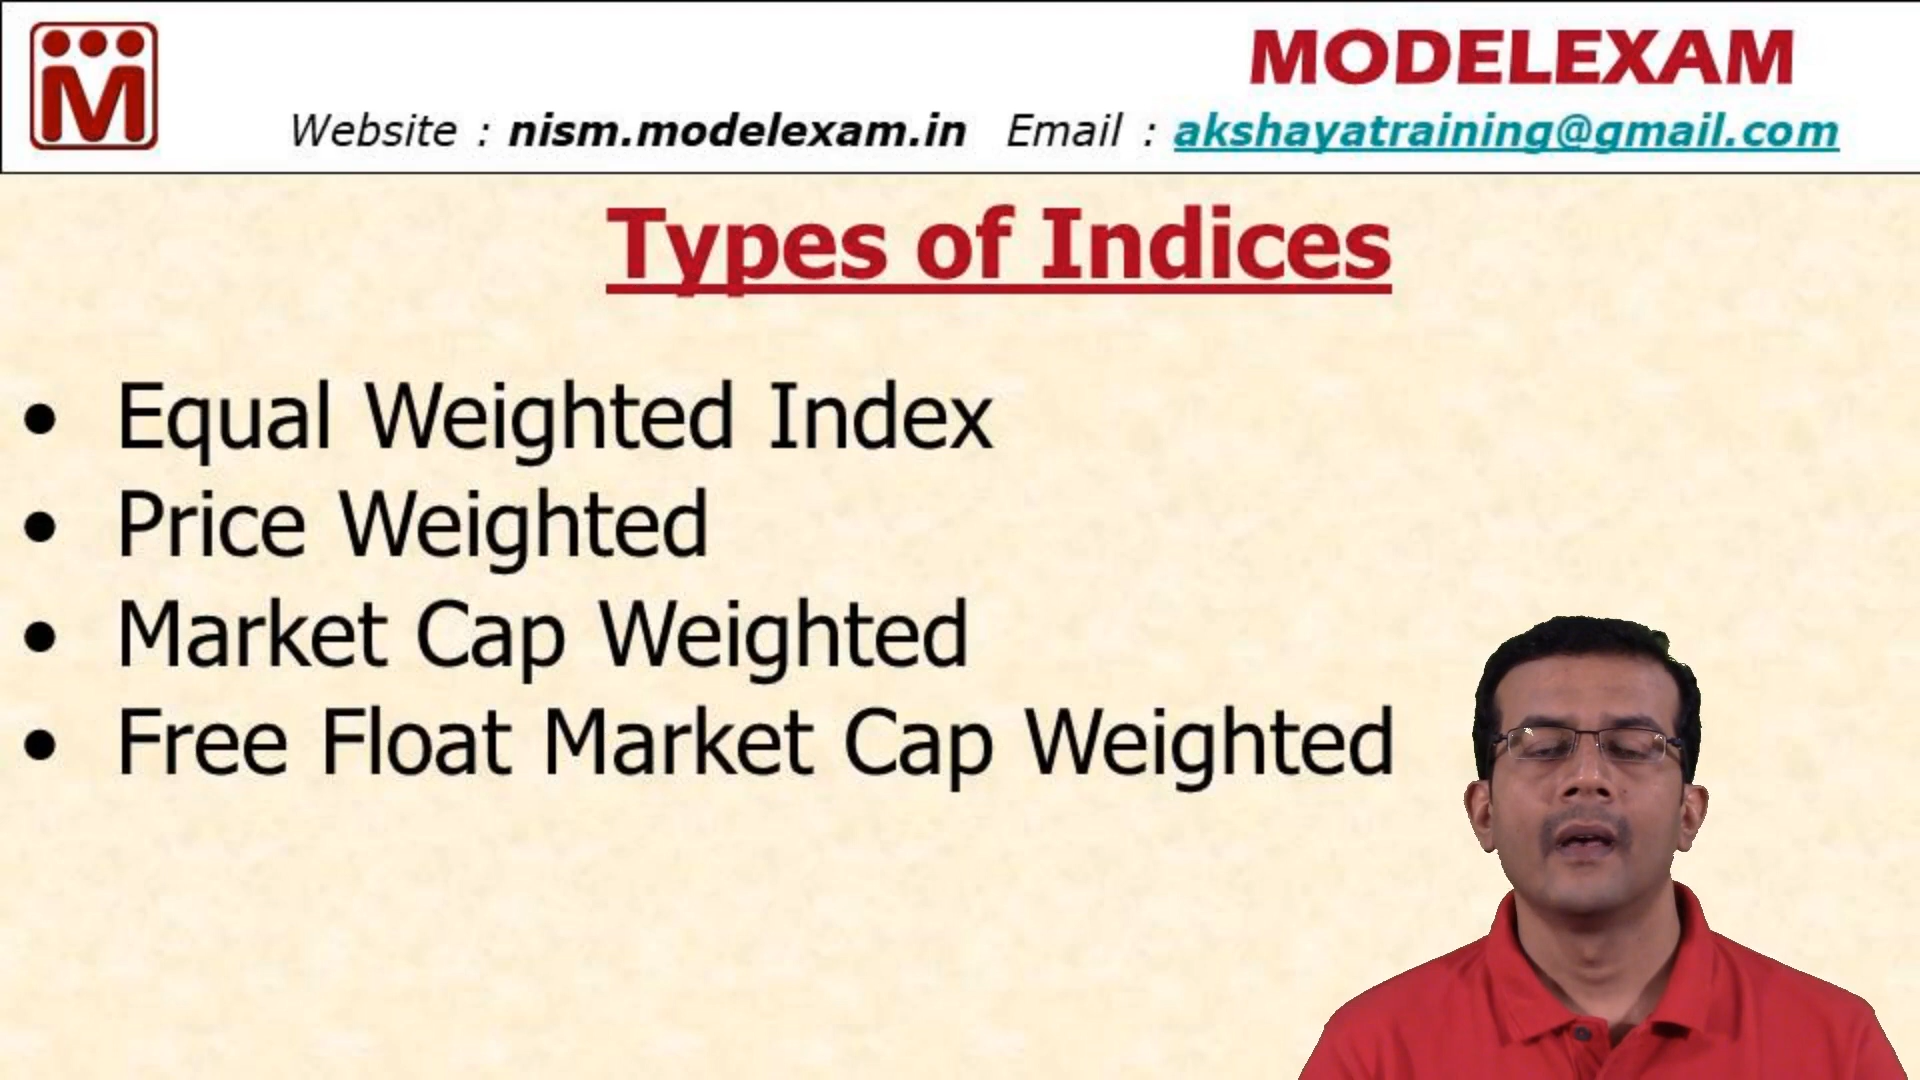 M
MODELEXAM
Website : nism.modelexam.in Email : akshayatraining@gmail.com
Types of Indices
• Equal Weighted Index
• Price Weighted
• Market Cap Weighted
• Free Float Market Cap Weighted